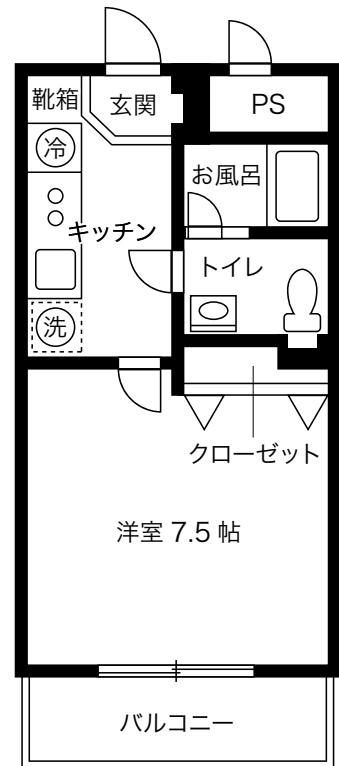 靴箱
玄関
PS
冷
お風呂
キッチン
トイレ
洗
クローゼット
洋室 7.5 帖
バルコニー